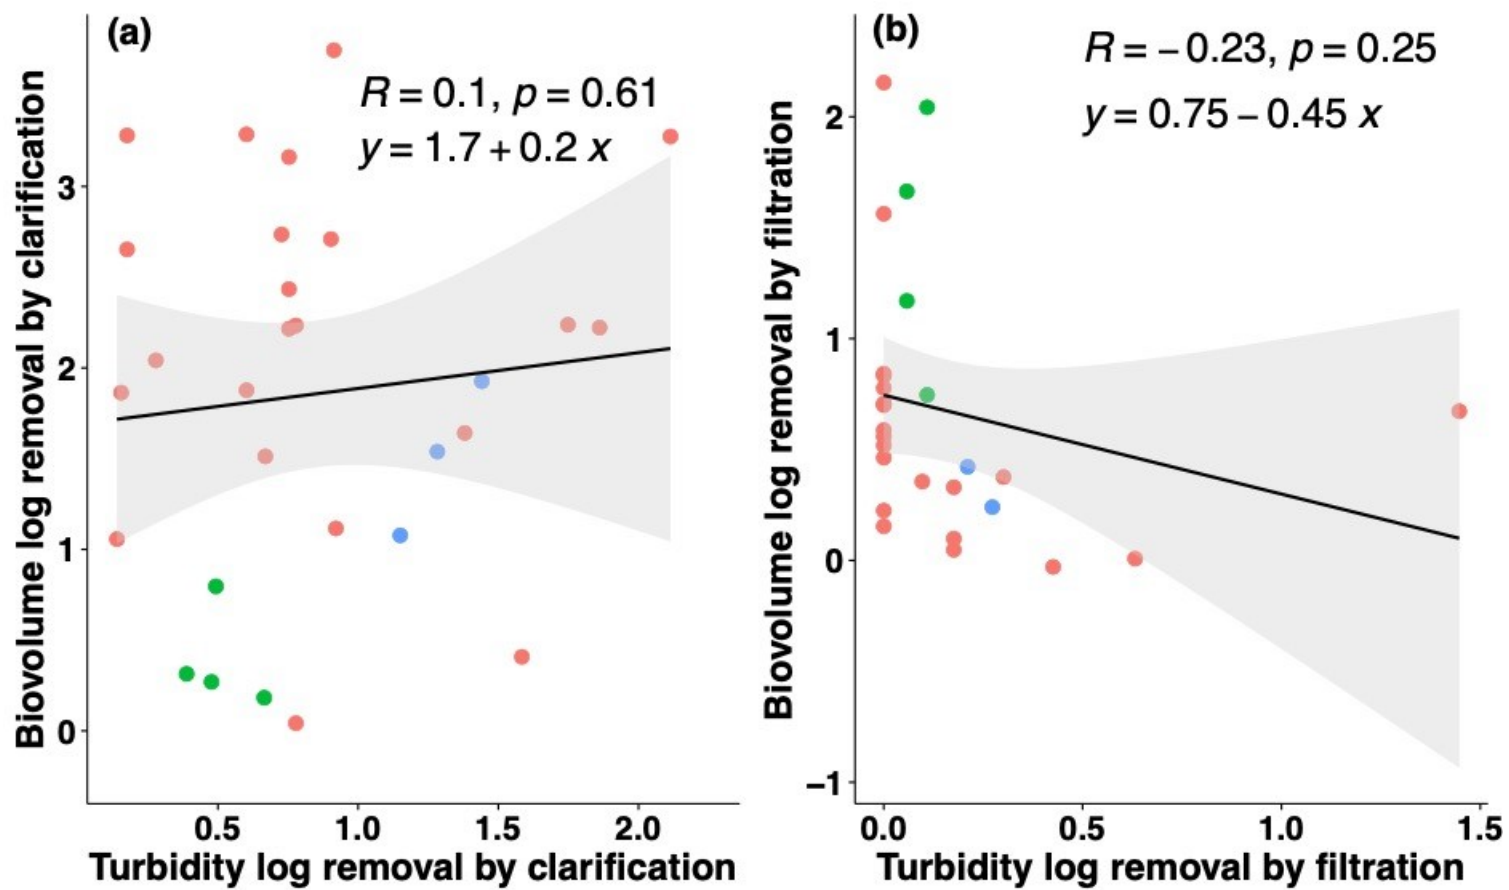 (a)
R = 0.1, p = 0.61
y = 1.7 + 0.2 x
Biovolume log removal by clarification
3
2
1
0
0.5 1.0 1.5 2.0
Turbidity log removal by clarification
(b)
R = −0.23, p = 0.25
y = 0.75 − 0.45 x
Biovolume log removal by filtration
2
1
0
−1
0.0 0.5 1.0 1.5
Turbidity log removal by filtration